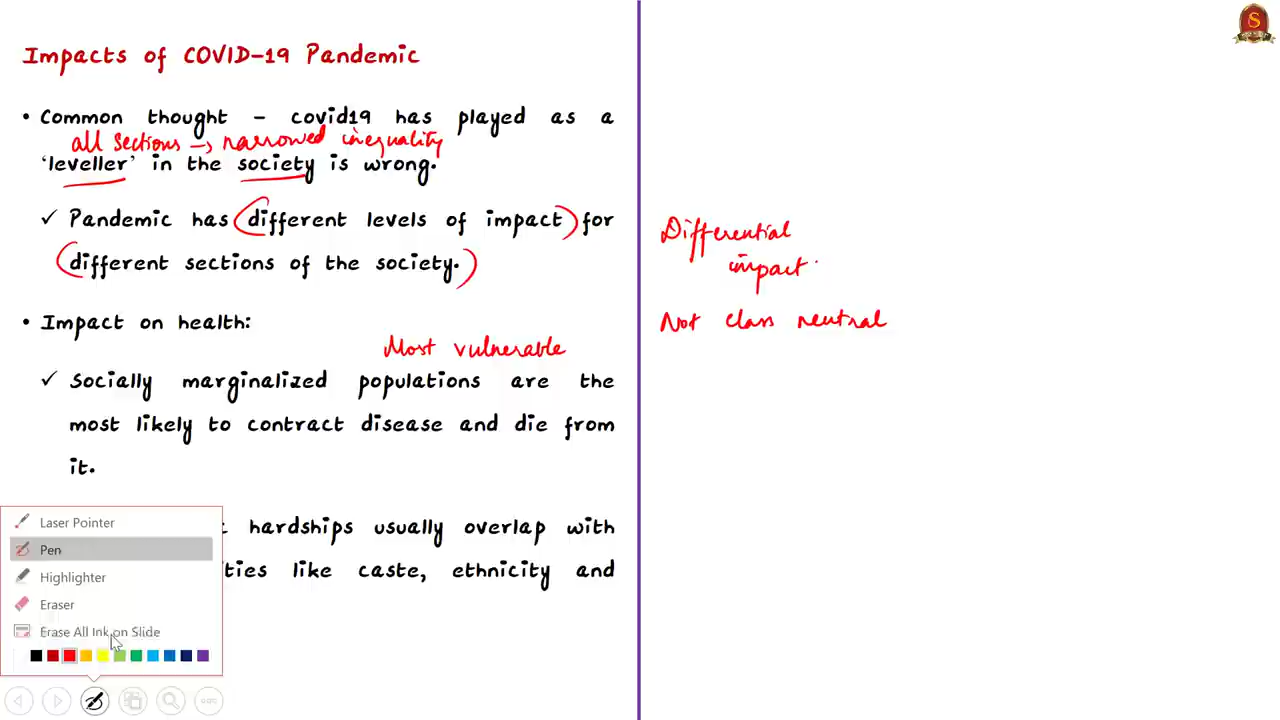 Impacts of COVID-19 Pandemic
• Common thought – covid19 has played as a
all sections → narrowed inequality
'leveller' in the society is wrong.
✓ Pandemic has different levels of impact for
different sections of the society.
Differential
impact
• Impact on health:
Not class neutral
Most vulnerable
✓ Socially marginalized populations are the
most likely to contract disease and die from
it.
hardships usually overlap with
like caste, ethnicity and
Laser Pointer
Pen
Highlighter
Eraser
Erase All Ink on Slide
S